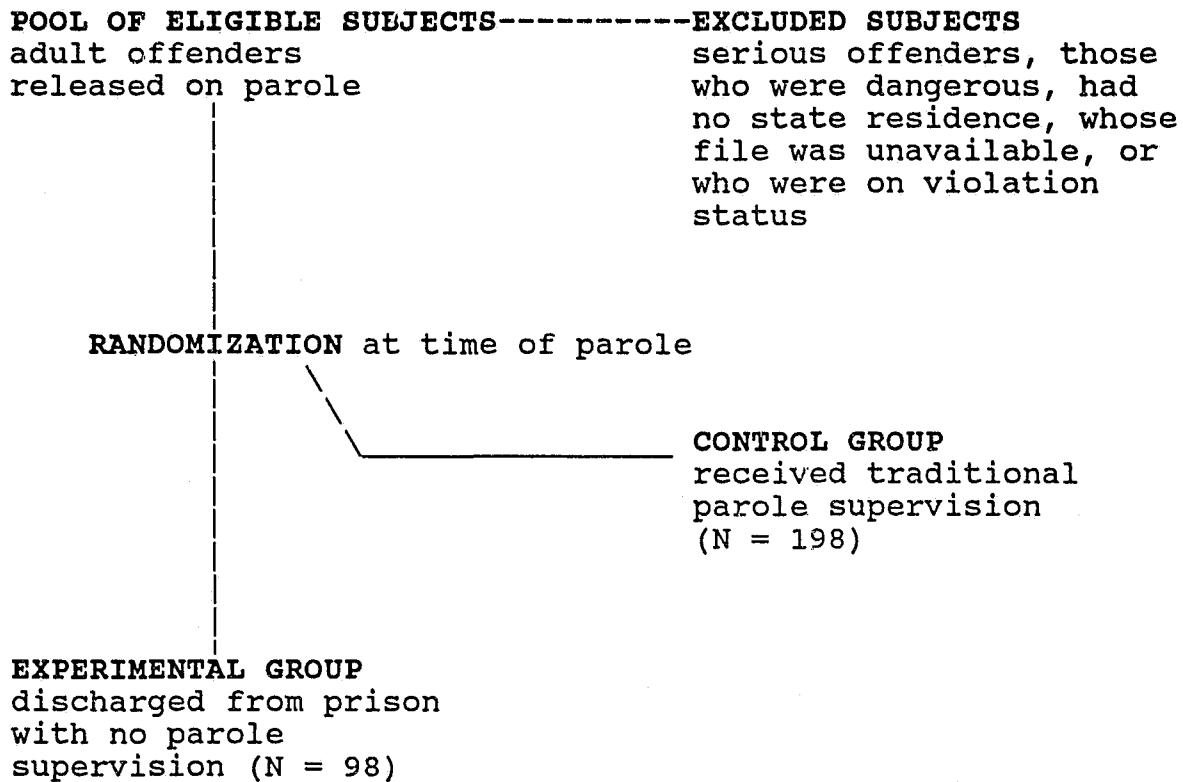 POOL OF ELIGIBLE SUBJECTS----------EXCLUDED SUBJECTS
adult offenders
released on parole
serious offenders, those
who were dangerous, had
no state residence, whose
file was unavailable, or
who were on violation
status
RANDOMIZATION at time of parole
CONTROL GROUP
received traditional
parole supervision
(N = 198)
EXPERIMENTAL GROUP
discharged from prison
with no parole
supervision (N = 98)